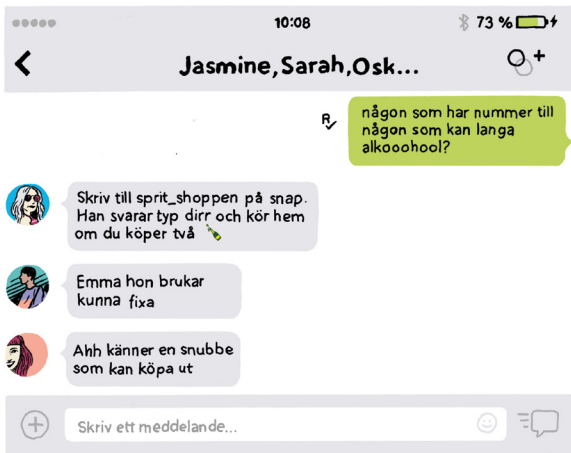 10:08
73 %
Jasmine,Sarah,Osk...
någon som har nummer till
någon som kan langa
alkooohool?
R
Skriv till sprit_shoppen på snap.
Han svarar typ dirr och kör hem
om du köper två
Emma hon brukar
kunna fixa
Ahh känner en snubbe
som kan köpa ut
Skriv ett meddelande...